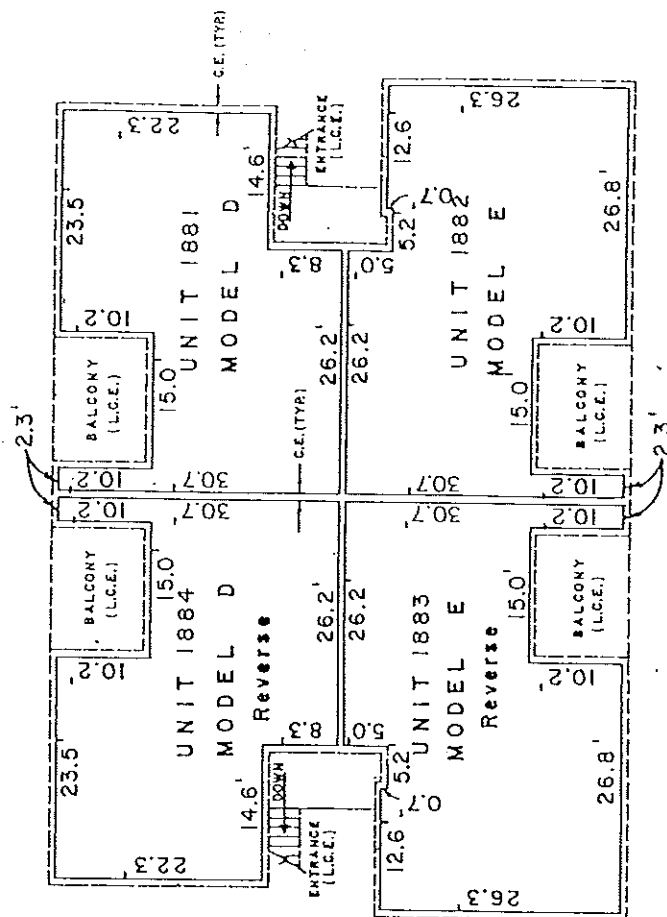 C.E. (TYP.)
22.3'
23.5'
10.2'
BALCONY
(L.C.E.)
15.0'
2.3'
10.2'
30.7'
UNIT 1881
MODEL D
14.6'
DOWN
ENTRANCE
(L.C.E.)
8.3'
26.2'
C.E. (TYP.)
26.3'
12.6
0.7'
5.2'
5.0'
26.2'
UNIT 1882
MODEL E
26.8'
10.2'
15.0'
BALCONY
(L.C.E.)
10.2'
2.3'
30.7'
10.2'
30.7'
BALCONY
(L.C.E.)
15.0'
10.2'
23.5'
UNIT 1884
MODEL D
Reverse
22.3'
14.6'
DOWN
ENTRANCE
(L.C.E.)
8.3'
26.2'
30.7'
10.2'
26.2'
5.0'
5.2'
0.7'
12.6
26.3'
UNIT 1883
MODEL E
Reverse
15.0'
BALCONY
(L.C.E.)
10.2'
26.8'